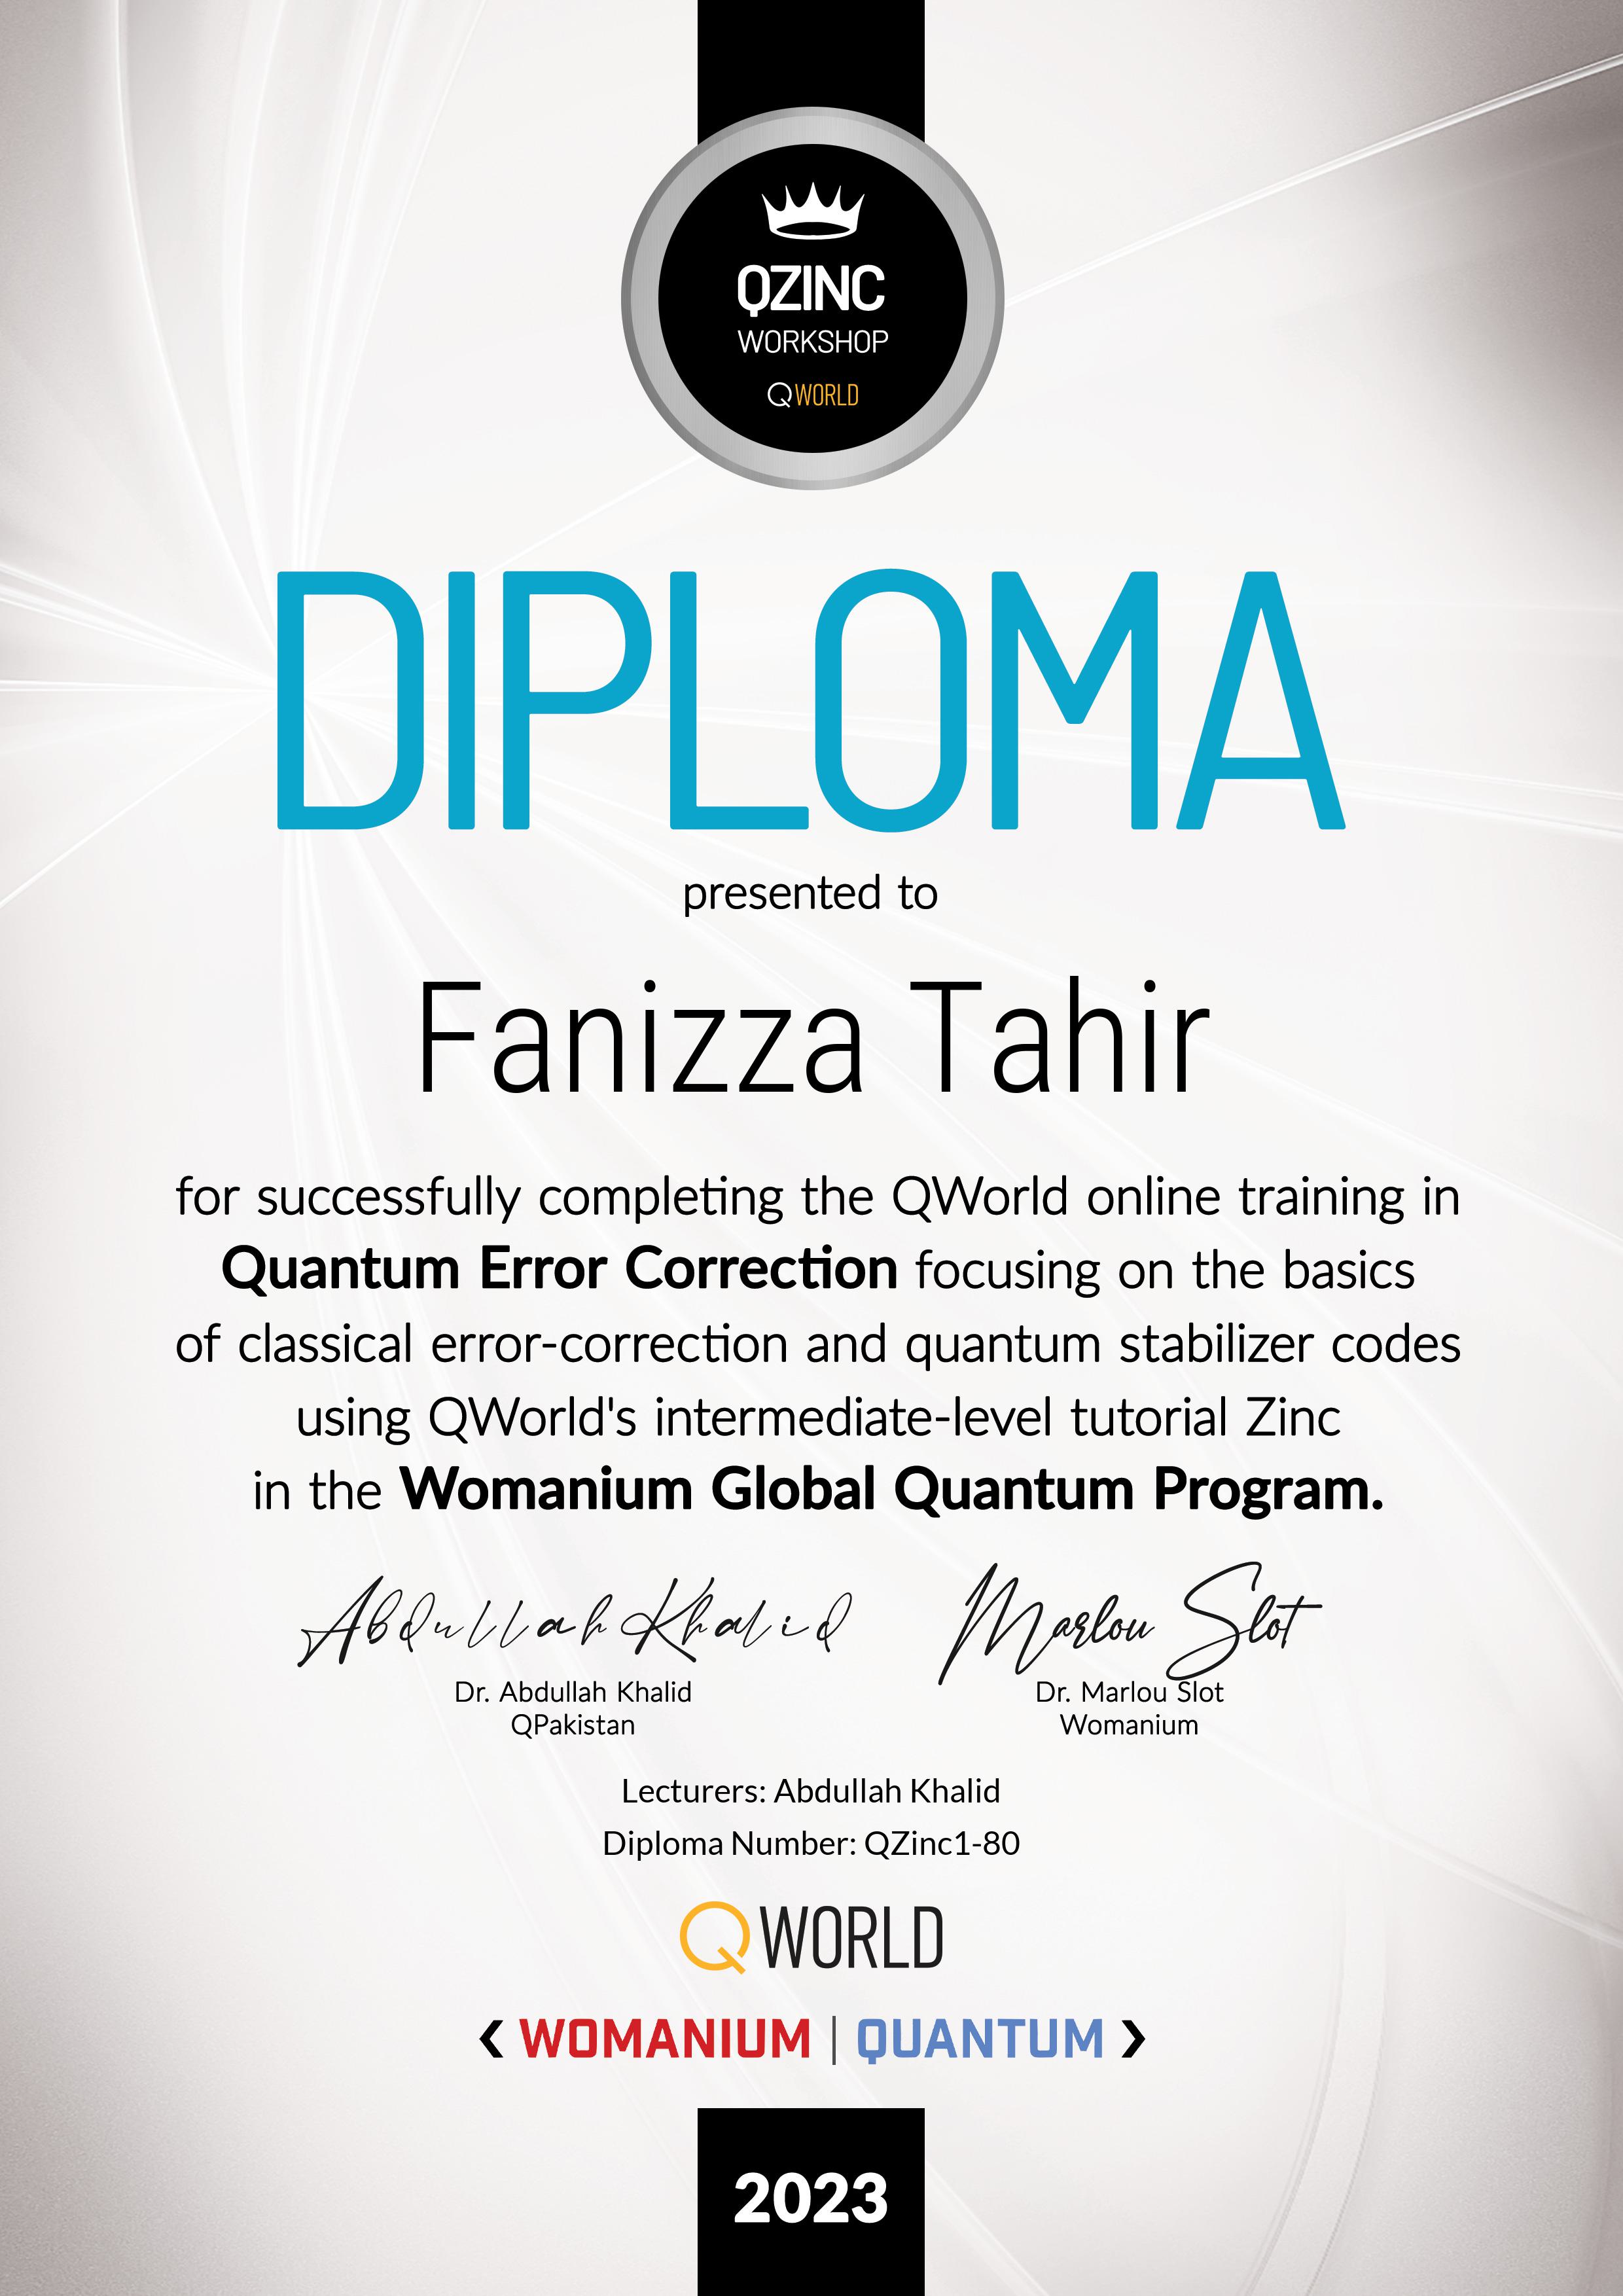 QZINC
WORKSHOP
QWORLD
DIPLOMA
presented to
Fanizza Tahir
for successfully completing the QWorld online training in
Quantum Error Correction focusing on the basics
of classical error-correction and quantum stabilizer codes
using QWorld's intermediate-level tutorial Zinc
in the Womanium Global Quantum Program.
Abdullah Khalid Marlou Slot
Dr. Abdullah Khalid Dr. Marlou Slot
QPakistan Womanium
Lecturers: Abdullah Khalid
Diploma Number: QZinc1-80
QWORLD
‹ WOMANIUM | QUANTUM ›
2023